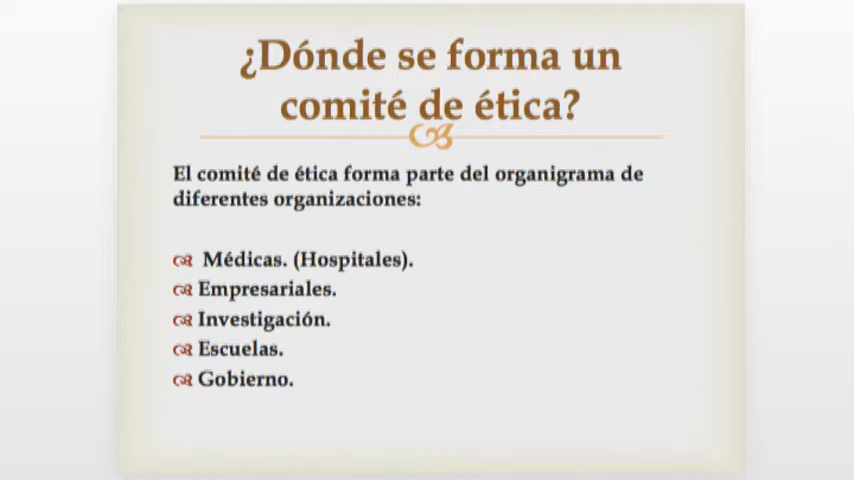 ¿Dónde se forma un
comité de ética?
El comité de ética forma parte del organigrama de
diferentes organizaciones:
Médicas. (Hospitales).
Empresariales.
Investigación.
Escuelas.
Gobierno.